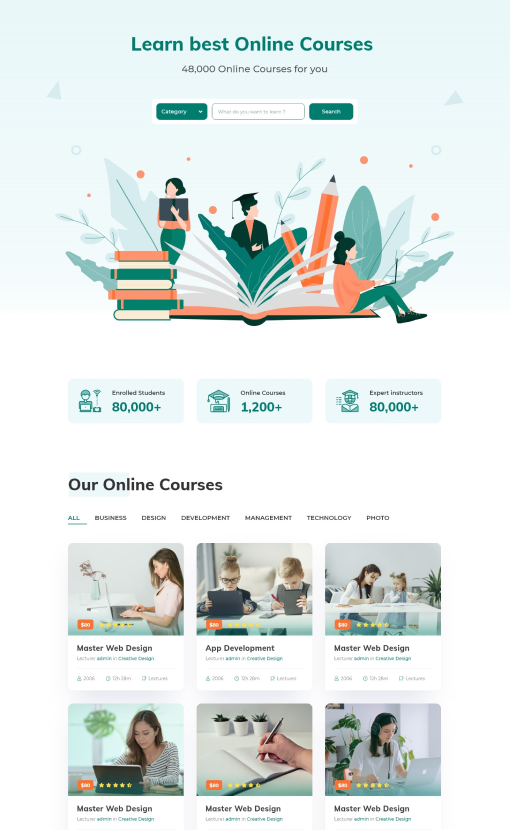 Learn best Online Courses
48,000 Online Courses for you
Category
What do you want to learn ?
Search
Enrolled Students
80,000+
Online Courses
1,200+
Expert instructors
80,000+
Our Online Courses
ALL BUSINESS DESIGN DEVELOPMENT MANAGEMENT TECHNOLOGY PHOTO
$80
Master Web Design
Lecturer admin in Creative Design
2006 12h 28m Lectures
$80
App Development
Lecturer admin in Creative Design
2006 12h 28m Lectures
$80
Master Web Design
Lecturer admin in Creative Design
2006 12h 28m Lectures
$80
Master Web Design
Lecturer admin in Creative Design
$80
Master Web Design
Lecturer admin in Creative Design
$80
Master Web Design
Lecturer admin in Creative Design